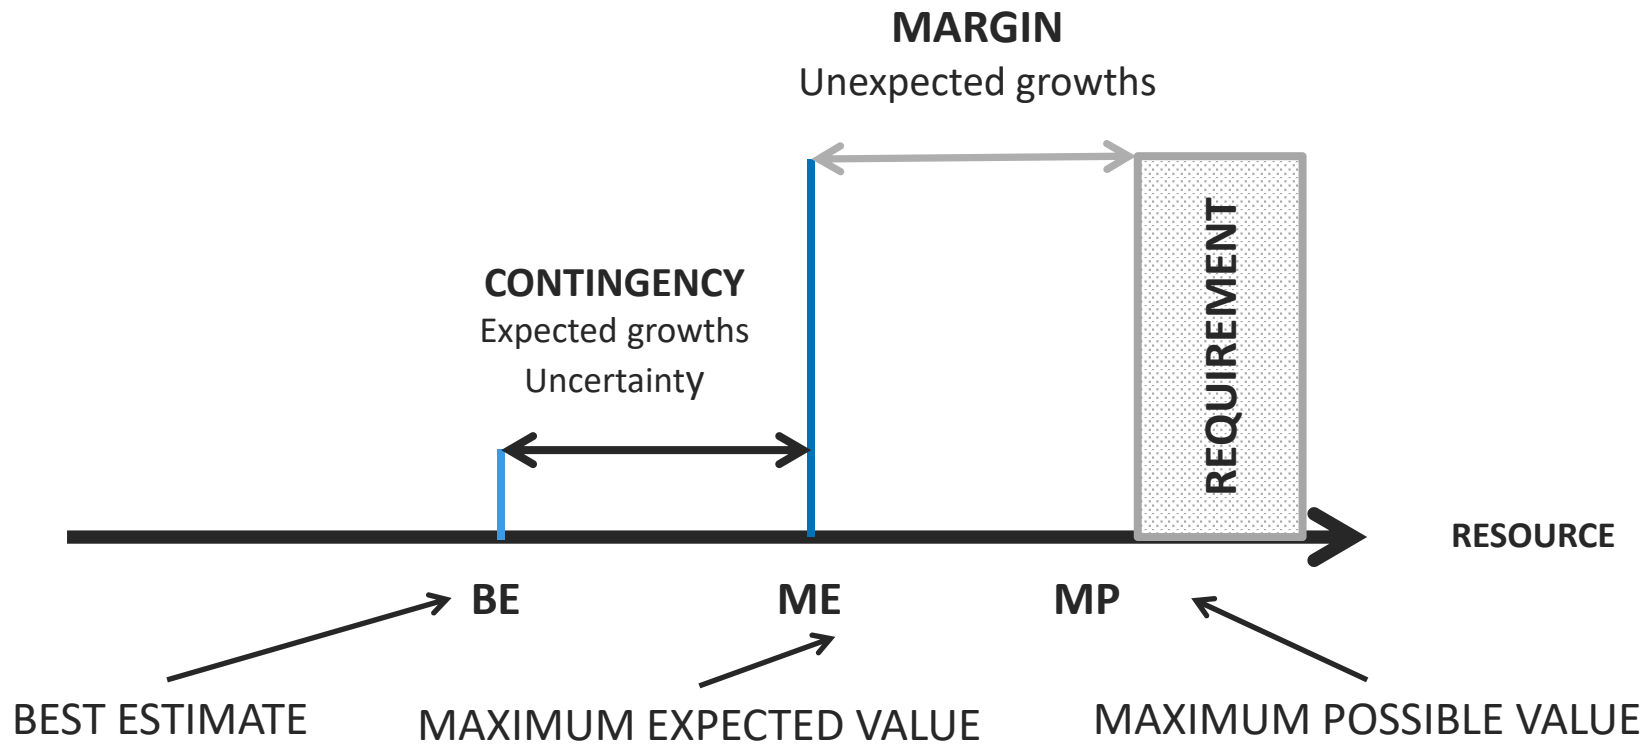 MARGIN
Unexpected growths
CONTINGENCY
Expected growths
Uncertainty
REQUIREMENT
RESOURCE
BE
ME
MP
BEST ESTIMATE
MAXIMUM EXPECTED VALUE
MAXIMUM POSSIBLE VALUE